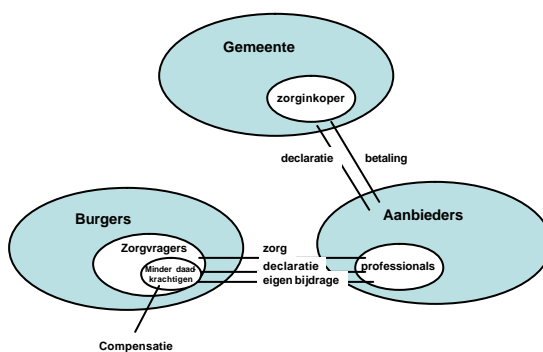 Gemeente
zorginkoper
declaratie
betaling
Burgers
Aanbieders
Zorgvragers
zorg
Minder daad
krachtigen
declaratie
professionals
eigen bijdrage
Compensatie